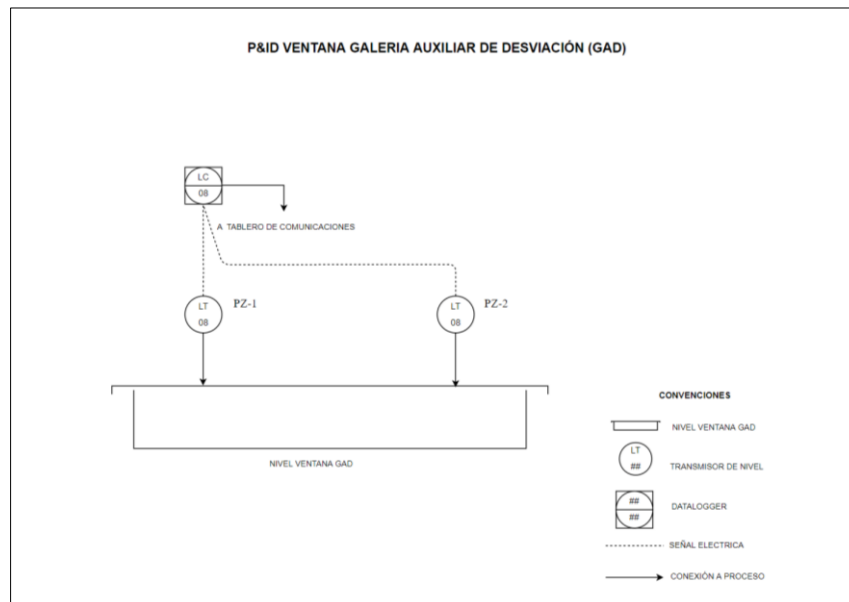 P&ID VENTANA GALERIA AUXILIAR DE DESVIACIÓN (GAD)
LC
08
A TABLERO DE COMUNICACIONES
LT
08
PZ-1
LT
08
PZ-2
NIVEL VENTANA GAD
CONVENCIONES
NIVEL VENTANA GAD
LT
##
TRANSMISOR DE NIVEL
##
##
DATALOGGER
SEÑAL ELECTRICA
CONEXIÓN A PROCESO